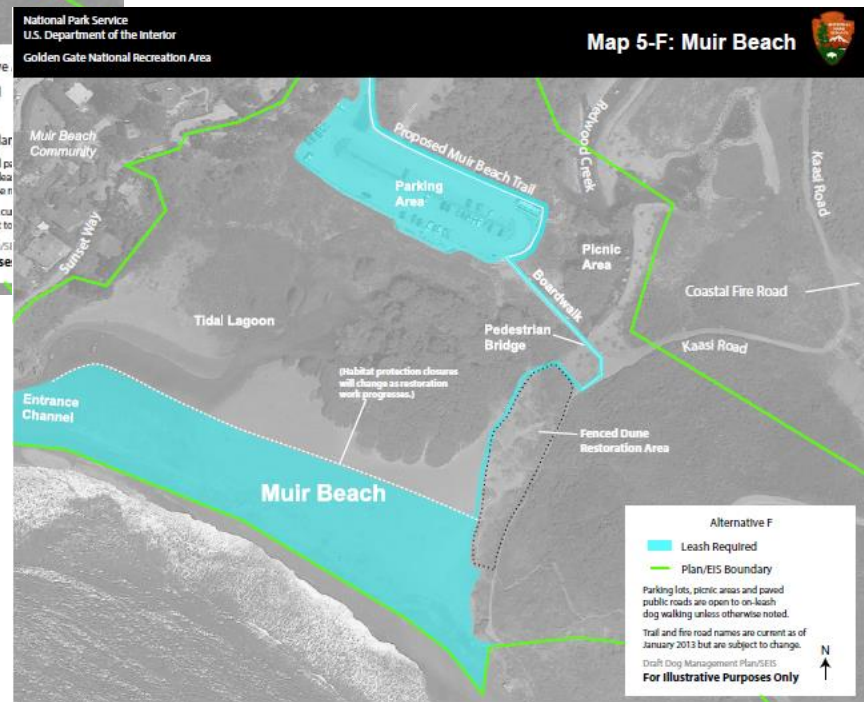 National Park Service
U.S. Department of the Interior
Golden Gate National Recreation Area
Map 5-F: Muir Beach
Muir Beach
Community
Sunset Way
Proposed Muir Beach Trail
Parking
Area
Redwood Creek
Kaasi Road
Picnic
Area
Coastal Fire Road
Boardwalk
Tidal Lagoon
Pedestrian
Bridge
Kaasi Road
(Habitat protection closures
will change as restoration
work progresses.)
Entrance
Channel
Fenced Dune
Restoration Area
Muir Beach
Alternative F
Leash Required
Plan/EIS Boundary
Parking lots, picnic areas and paved
public roads are open to on-leash
dog walking unless otherwise noted.
Trail and fire road names are current as of
January 2013 but are subject to change.
Draft Dog Management Plan/SEIS
For Illustrative Purposes Only
N